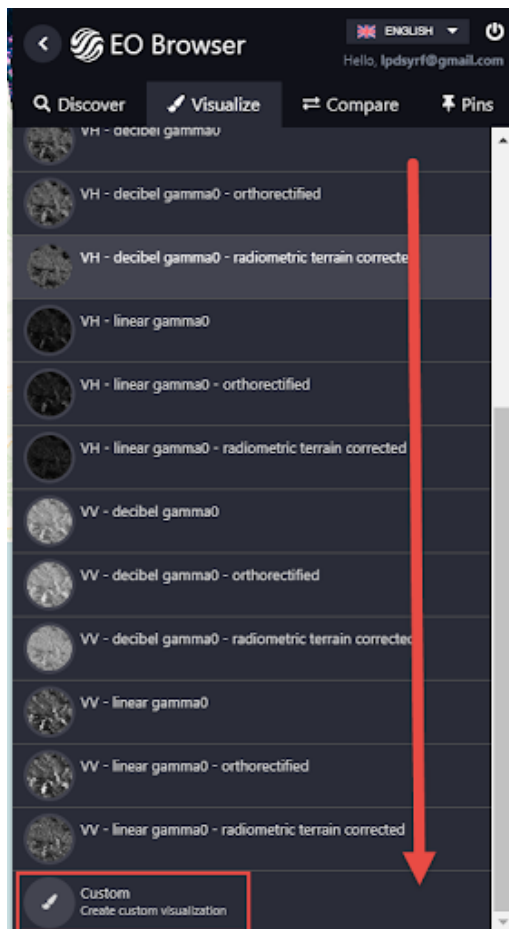 EO Browser
ENGLISH
Hello, lpdsyrf@gmail.com
Discover
Visualize
Compare
Pins
VH - decibel gamma0
VH - decibel gamma0 - orthorectified
VH - decibel gamma0 - radiometric terrain correcte
VH - linear gamma0
VH - linear gamma0 - orthorectified
VH - linear gamma0 - radiometric terrain corrected
VV - decibel gamma0
VV - decibel gamma0 - orthorectified
VV - decibel gamma0 - radiometric terrain corrected
VV - linear gamma0
VV - linear gamma0 - orthorectified
VV - linear gamma0 - radiometric terrain corrected
Custom
Create custom visualization